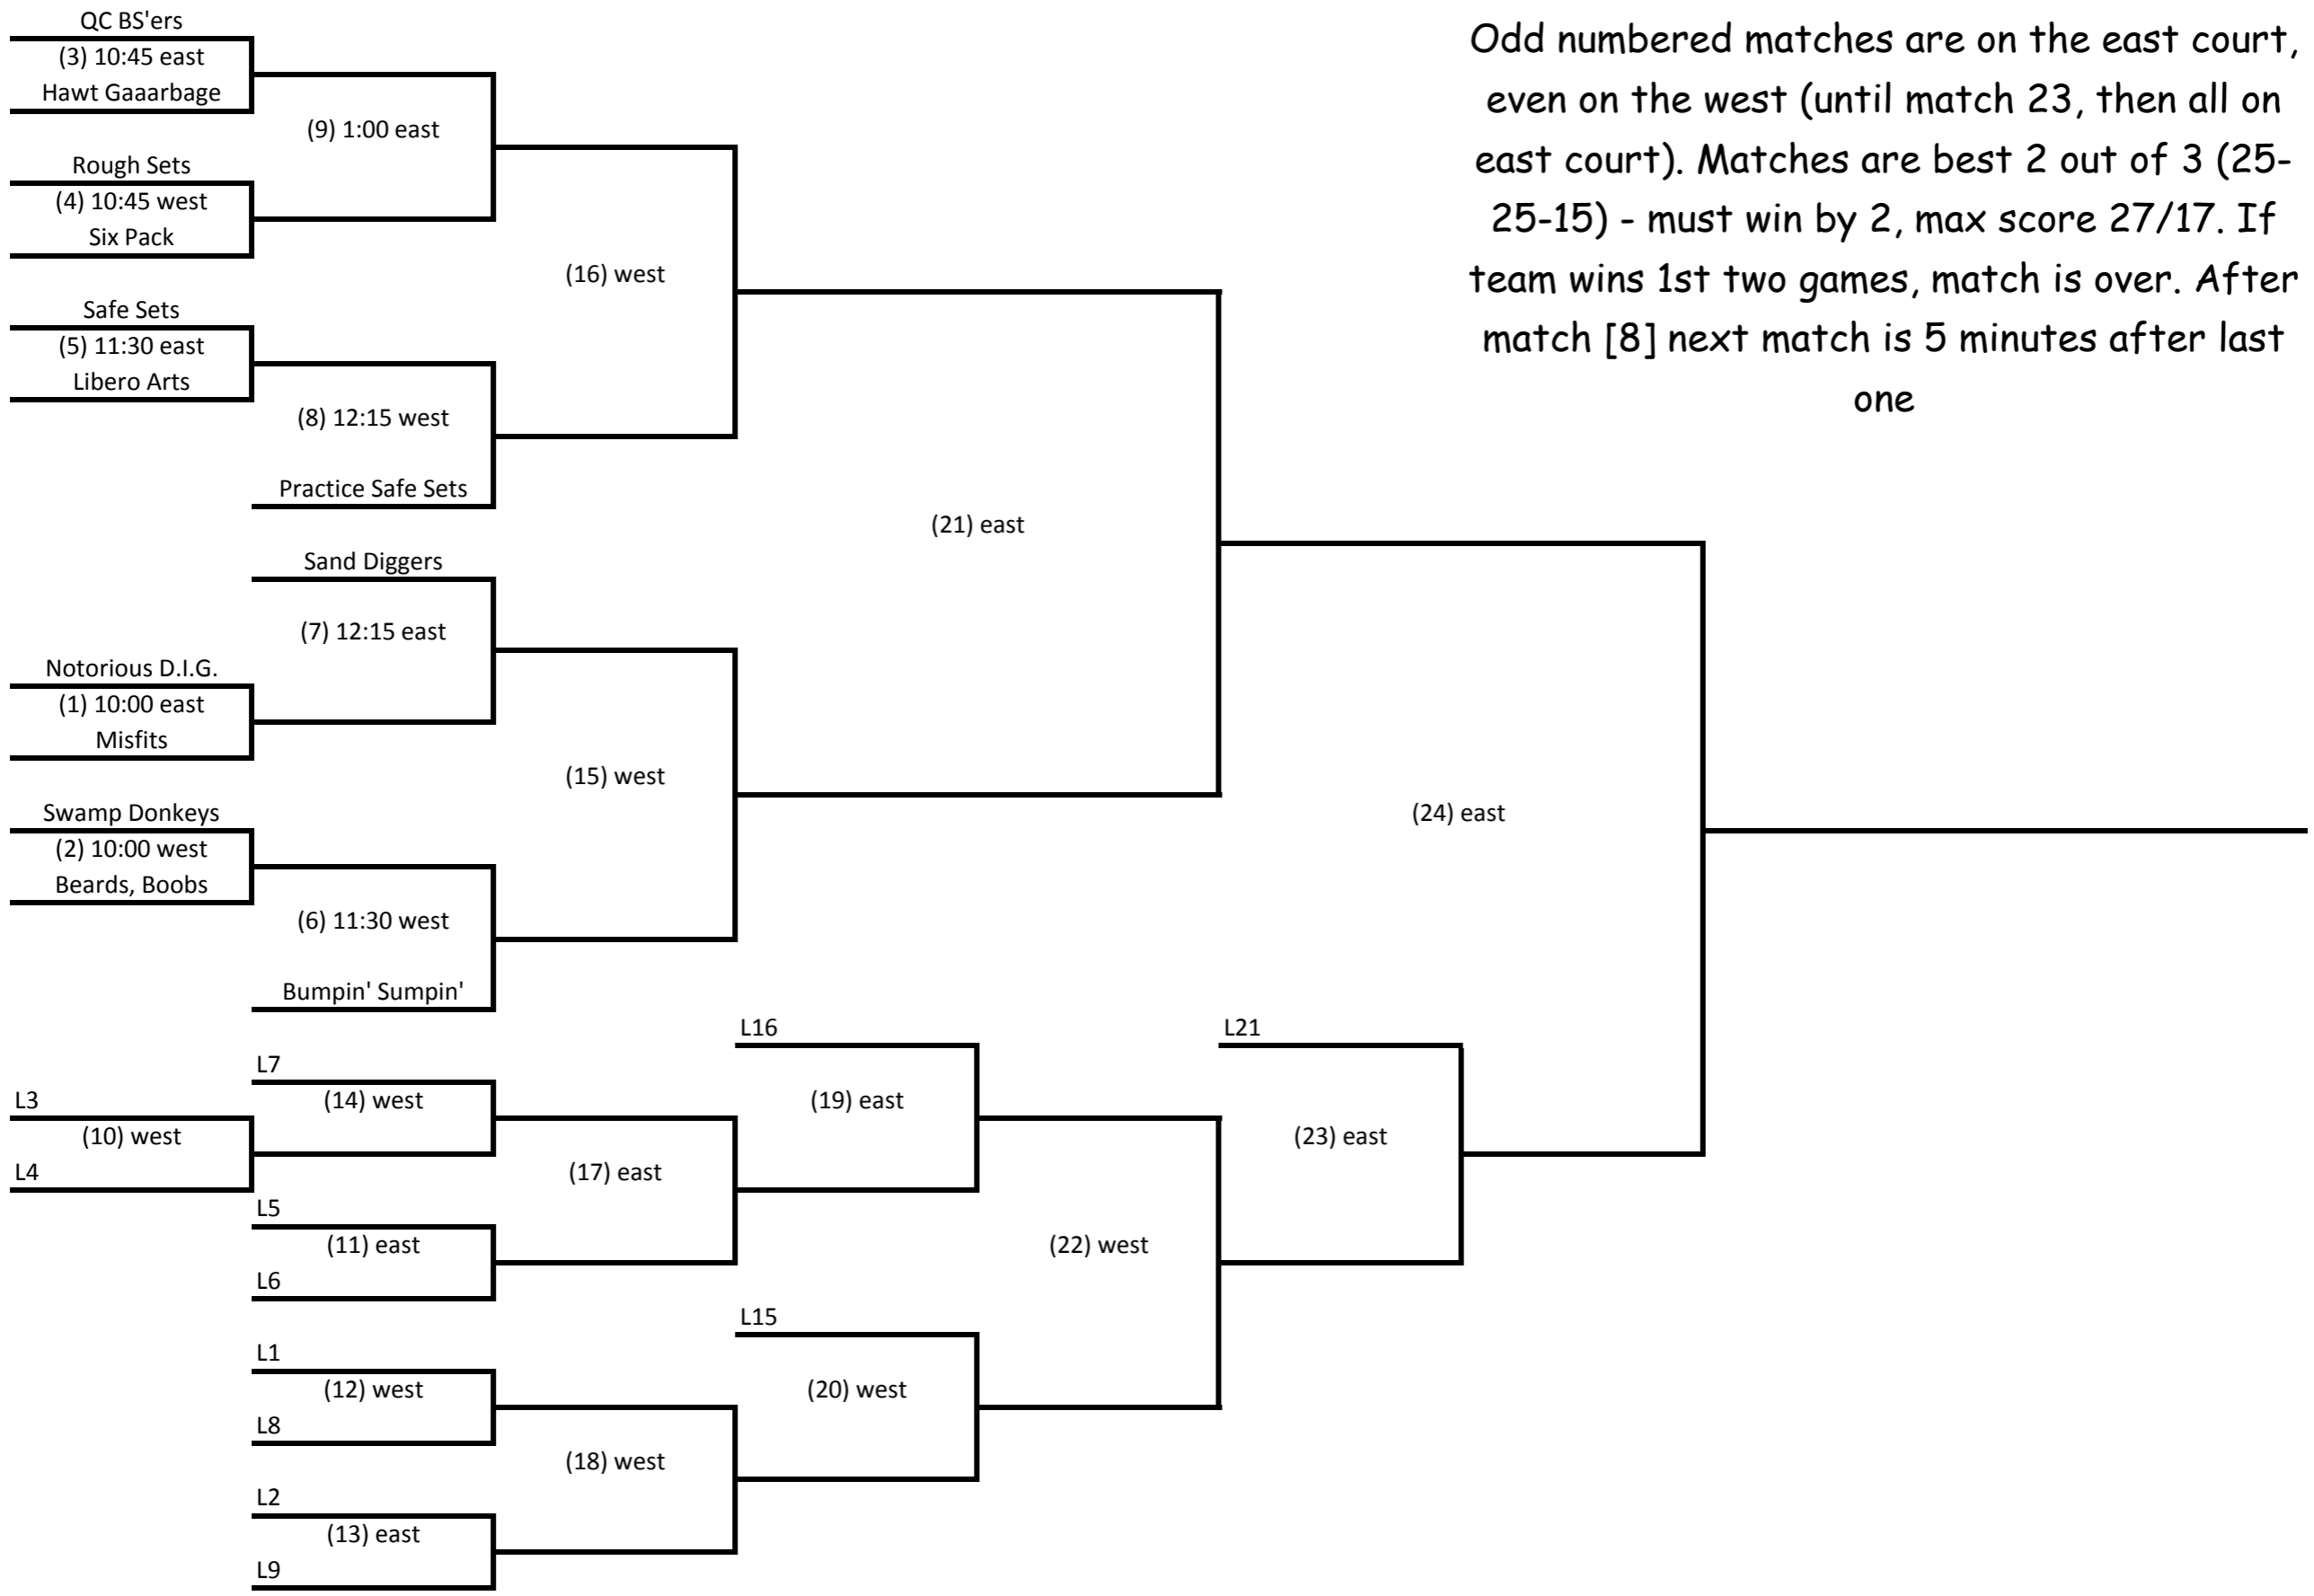 QC BS'ers
(3) 10:45 east
Hawt Gaaarbage
(9) 1:00 east
Rough Sets
(4) 10:45 west
Six Pack
(16) west
Safe Sets
(5) 11:30 east
Libero Arts
(8) 12:15 west
Practice Safe Sets
(21) east
Sand Diggers
(7) 12:15 east
Notorious D.I.G.
(1) 10:00 east
Misfits
(15) west
Swamp Donkeys
(2) 10:00 west
Beards, Boobs
(6) 11:30 west
Bumpin' Sumpin'
(24) east
Odd numbered matches are on the east court,
even on the west (until match 23, then all on
east court). Matches are best 2 out of 3 (25-
25-15) - must win by 2, max score 27/17. If
team wins 1st two games, match is over. After
match [8] next match is 5 minutes after last
one
L16
L21
L7
L3
(14) west
(19) east
(10) west
(23) east
L4
(17) east
L5
(11) east
(22) west
L6
L15
L1
(12) west
(20) west
L8
(18) west
L2
(13) east
L9